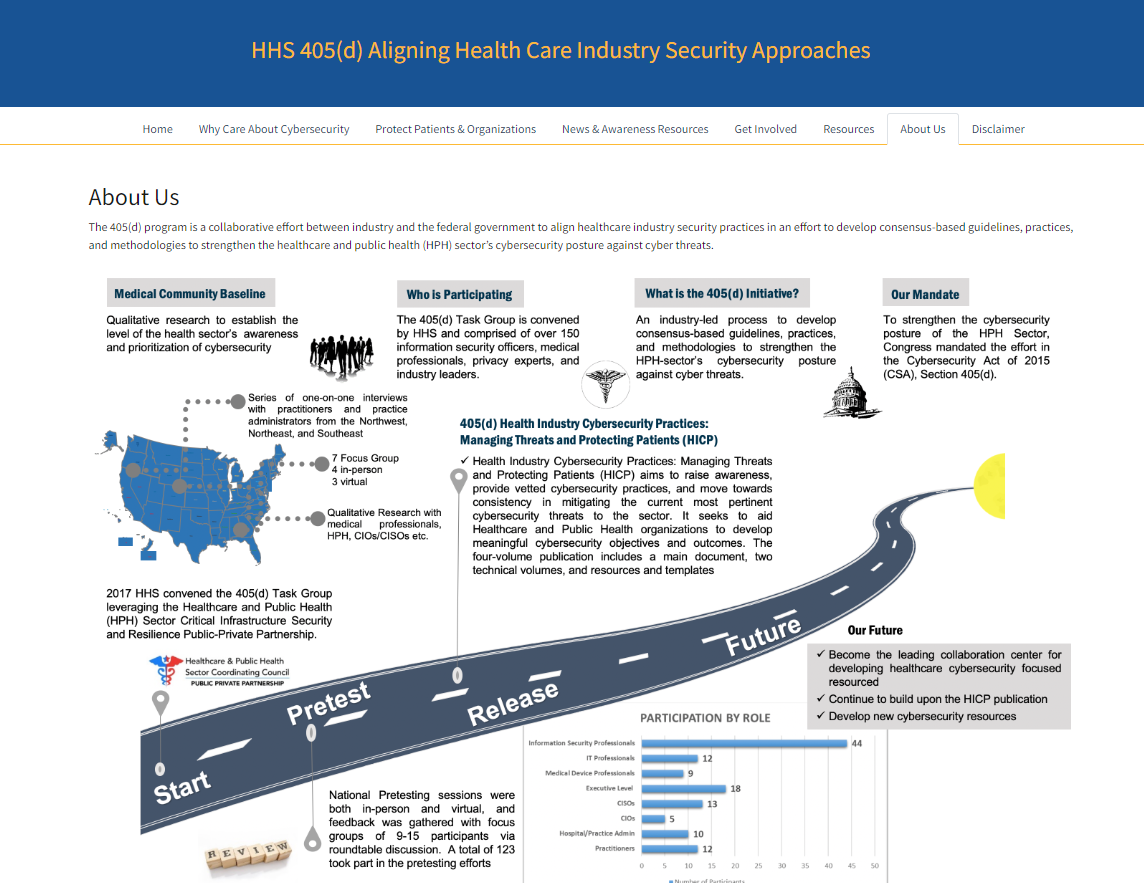 HHS 405(d) Aligning Health Care Industry Security Approaches
Home
Why Care About Cybersecurity
Protect Patients & Organizations
News & Awareness Resources
Get Involved
Resources
About Us
Disclaimer
About Us
The 405(d) program is a collaborative effort between industry and the federal government to align healthcare industry security practices in an effort to develop consensus-based guidelines, practices,
and methodologies to strengthen the healthcare and public health (HPH) sector's cybersecurity posture against cyber threats.
Medical Community Baseline
Qualitative research to establish the
level of the health sector's awareness
and prioritization of cybersecurity
Who is Participating
The 405(d) Task Group is convened
by HHS and comprised of over 150
information security officers, medical
professionals, privacy experts, and
industry leaders.
What is the 405(d) Initiative?
An industry-led process to develop
consensus-based guidelines, practices,
and methodologies to strengthen the
HPH-sector's cybersecurity posture
against cyber threats.
Our Mandate
To strengthen the cybersecurity
posture of the HPH Sector,
Congress mandated the effort in
the Cybersecurity Act of 2015
(CSA), Section 405(d).
Series of one-on-one interviews
with practitioners and practice
administrators from the Northwest,
Northeast, and Southeast
7 Focus Group
4 in-person
3 virtual
Qualitative Research with
medical professionals,
HPH, CIOs/CISOs etc.
405(d) Health Industry Cybersecurity Practices:
Managing Threats and Protecting Patients (HICP)
✓ Health Industry Cybersecurity Practices: Managing Threats
and Protecting Patients (HICP) aims to raise awareness,
provide vetted cybersecurity practices, and move towards
consistency in mitigating the current most pertinent
cybersecurity threats to the sector. It seeks to aid
Healthcare and Public Health organizations to develop
meaningful cybersecurity objectives and outcomes. The
four-volume publication includes a main document, two
technical volumes, and resources and templates
2017 HHS convened the 405(d) Task Group
leveraging the Healthcare and Public Health
(HPH) Sector Critical Infrastructure Security
and Resilience Public-Private Partnership.
Healthcare & Public Health
Sector Coordinating Council
PUBLIC PRIVATE PARTNERSHIP
Start
Pretest
Release
Future
Our Future
✓ Become the leading collaboration center for
developing healthcare cybersecurity focused
resourced
✓ Continue to build upon the HICP publication
✓ Develop new cybersecurity resources
National Pretesting sessions were
both in-person and virtual, and
feedback was gathered with focus
groups of 9-15 participants via
roundtable discussion. A total of 123
took part in the pretesting efforts
REVIEW
PARTICIPATION BY ROLE
Information Security Professionals 44
IT Professionals 12
Medical Device Professionals 9
Executive Level 18
CISOs 13
CIOs 5
Hospital/Practice Admin 10
Practitioners 12
0 5 10 15 20 25 30 35 40 45 50
Number of Participants